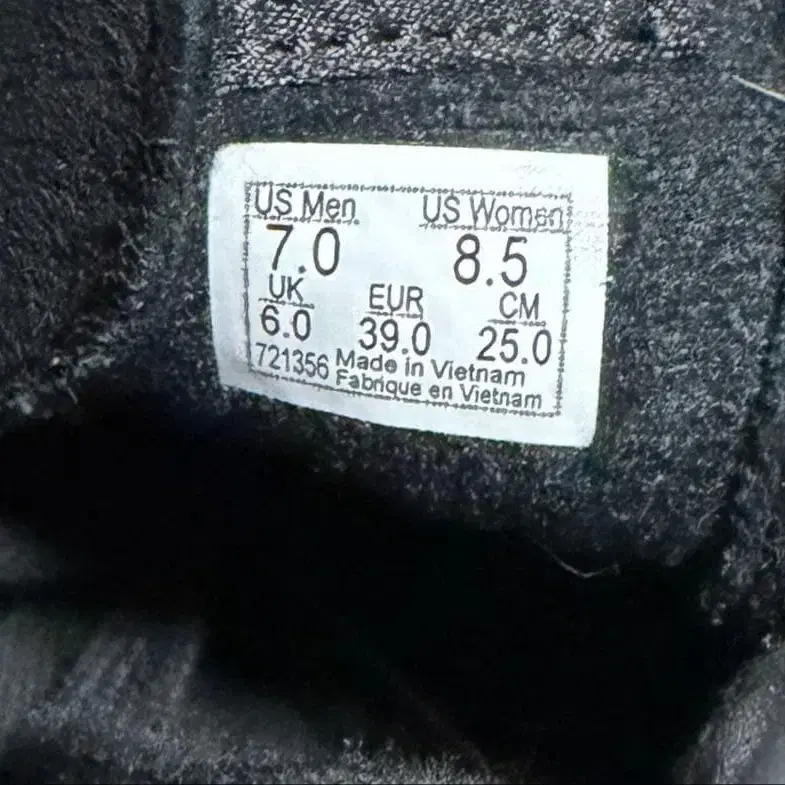 US Men US Women
7.0 8.5
UK EUR CM
6.0 39.0 25.0
721356 Made in Vietnam
Fabrique en Vietnam